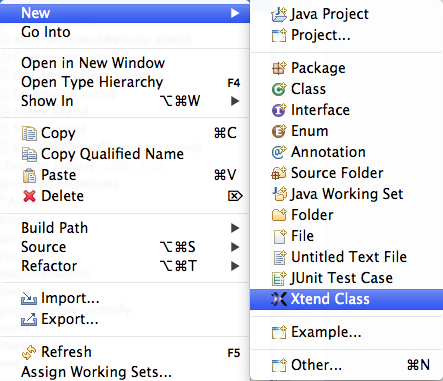 New
Go Into
Open in New Window
Open Type Hierarchy F4
Show In ⌥⌘W
Copy ⌘C
Copy Qualified Name
Paste ⌘V
Delete ⌦
Build Path
Source ⌥⌘S
Refactor ⌥⌘T
Import...
Export...
Refresh F5
Assign Working Sets...
Java Project
Project...
Package
Class
Interface
Enum
Annotation
Source Folder
Java Working Set
Folder
File
Untitled Text File
JUnit Test Case
Xtend Class
Example...
Other... ⌘N